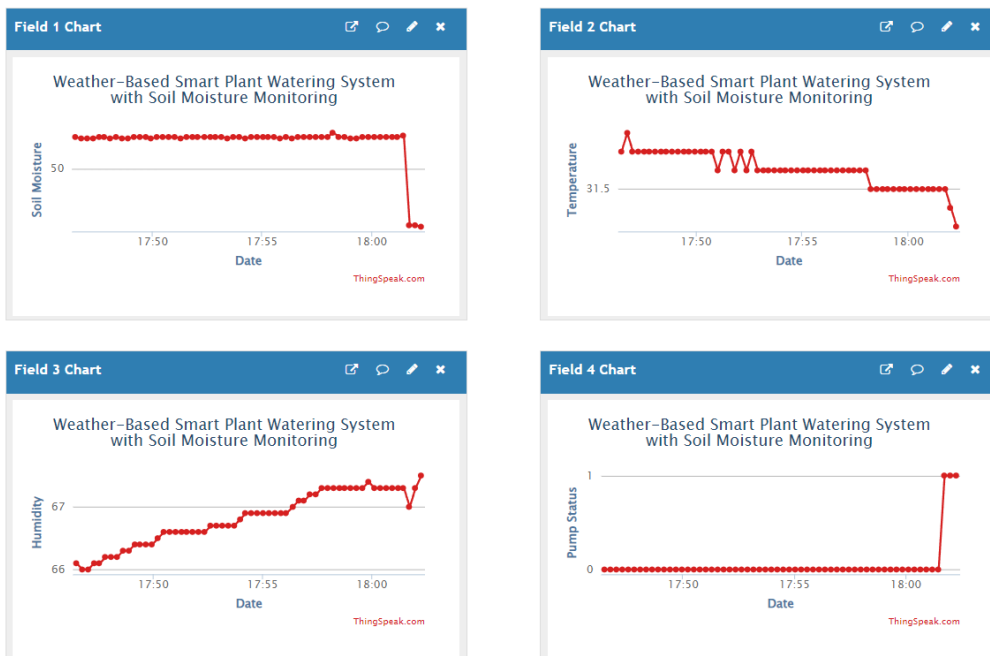 Field 1 Chart
Weather-Based Smart Plant Watering System
with Soil Moisture Monitoring
Soil Moisture
50
17:50 17:55 18:00
Date
ThingSpeak.com
Field 2 Chart
Weather-Based Smart Plant Watering System
with Soil Moisture Monitoring
Temperature
31.5
17:50 17:55 18:00
Date
ThingSpeak.com
Field 3 Chart
Weather-Based Smart Plant Watering System
with Soil Moisture Monitoring
Humidity
67
66
17:50 17:55 18:00
Date
ThingSpeak.com
Field 4 Chart
Weather-Based Smart Plant Watering System
with Soil Moisture Monitoring
Pump Status
1
0
17:50 17:55 18:00
Date
ThingSpeak.com